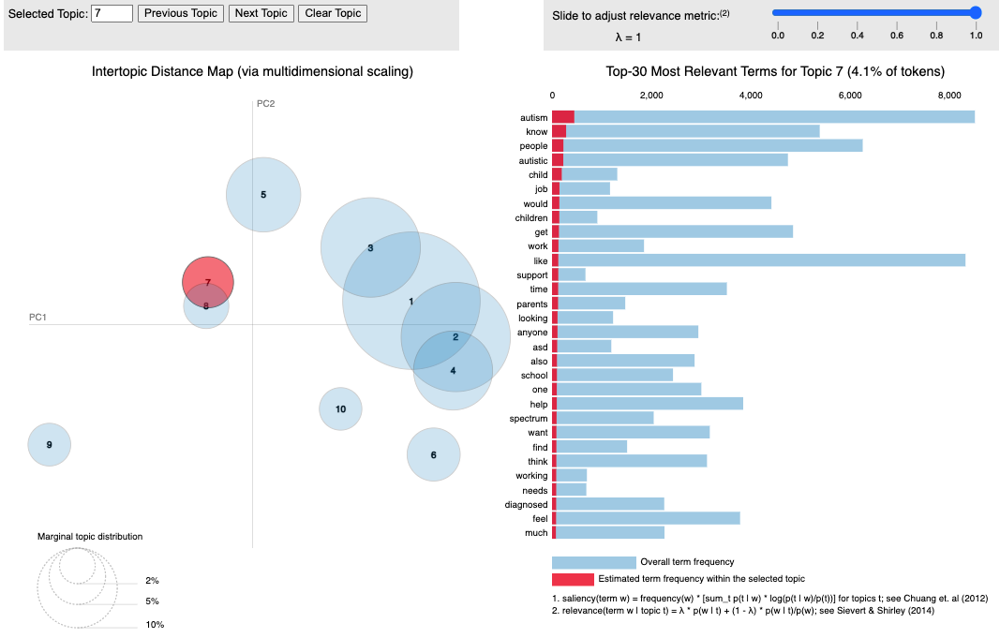 Selected Topic: 7 Previous Topic Next Topic Clear Topic
Slide to adjust relevance metric:(2)
λ = 1
0.0 0.2 0.4 0.6 0.8 1.0
Intertopic Distance Map (via multidimensional scaling)
PC2
PC1
5
3
7
1
8
2
4
10
9
6
Marginal topic distribution
2%
5%
10%
Top-30 Most Relevant Terms for Topic 7 (4.1% of tokens)
0 2,000 4,000 6,000 8,000
autism
know
people
autistic
child
job
would
children
get
work
like
support
time
parents
looking
anyone
asd
also
school
one
help
spectrum
want
find
think
working
needs
diagnosed
feel
much
Overall term frequency
Estimated term frequency within the selected topic
1. saliency(term w) = frequency(w) * [sum_t p(t | w) * log(p(t | w)/p(t))] for topics t; see Chuang et. al (2012)
2. relevance(term w | topic t) = λ * p(w | t) + (1 - λ) * p(w | t)/p(w); see Sievert & Shirley (2014)